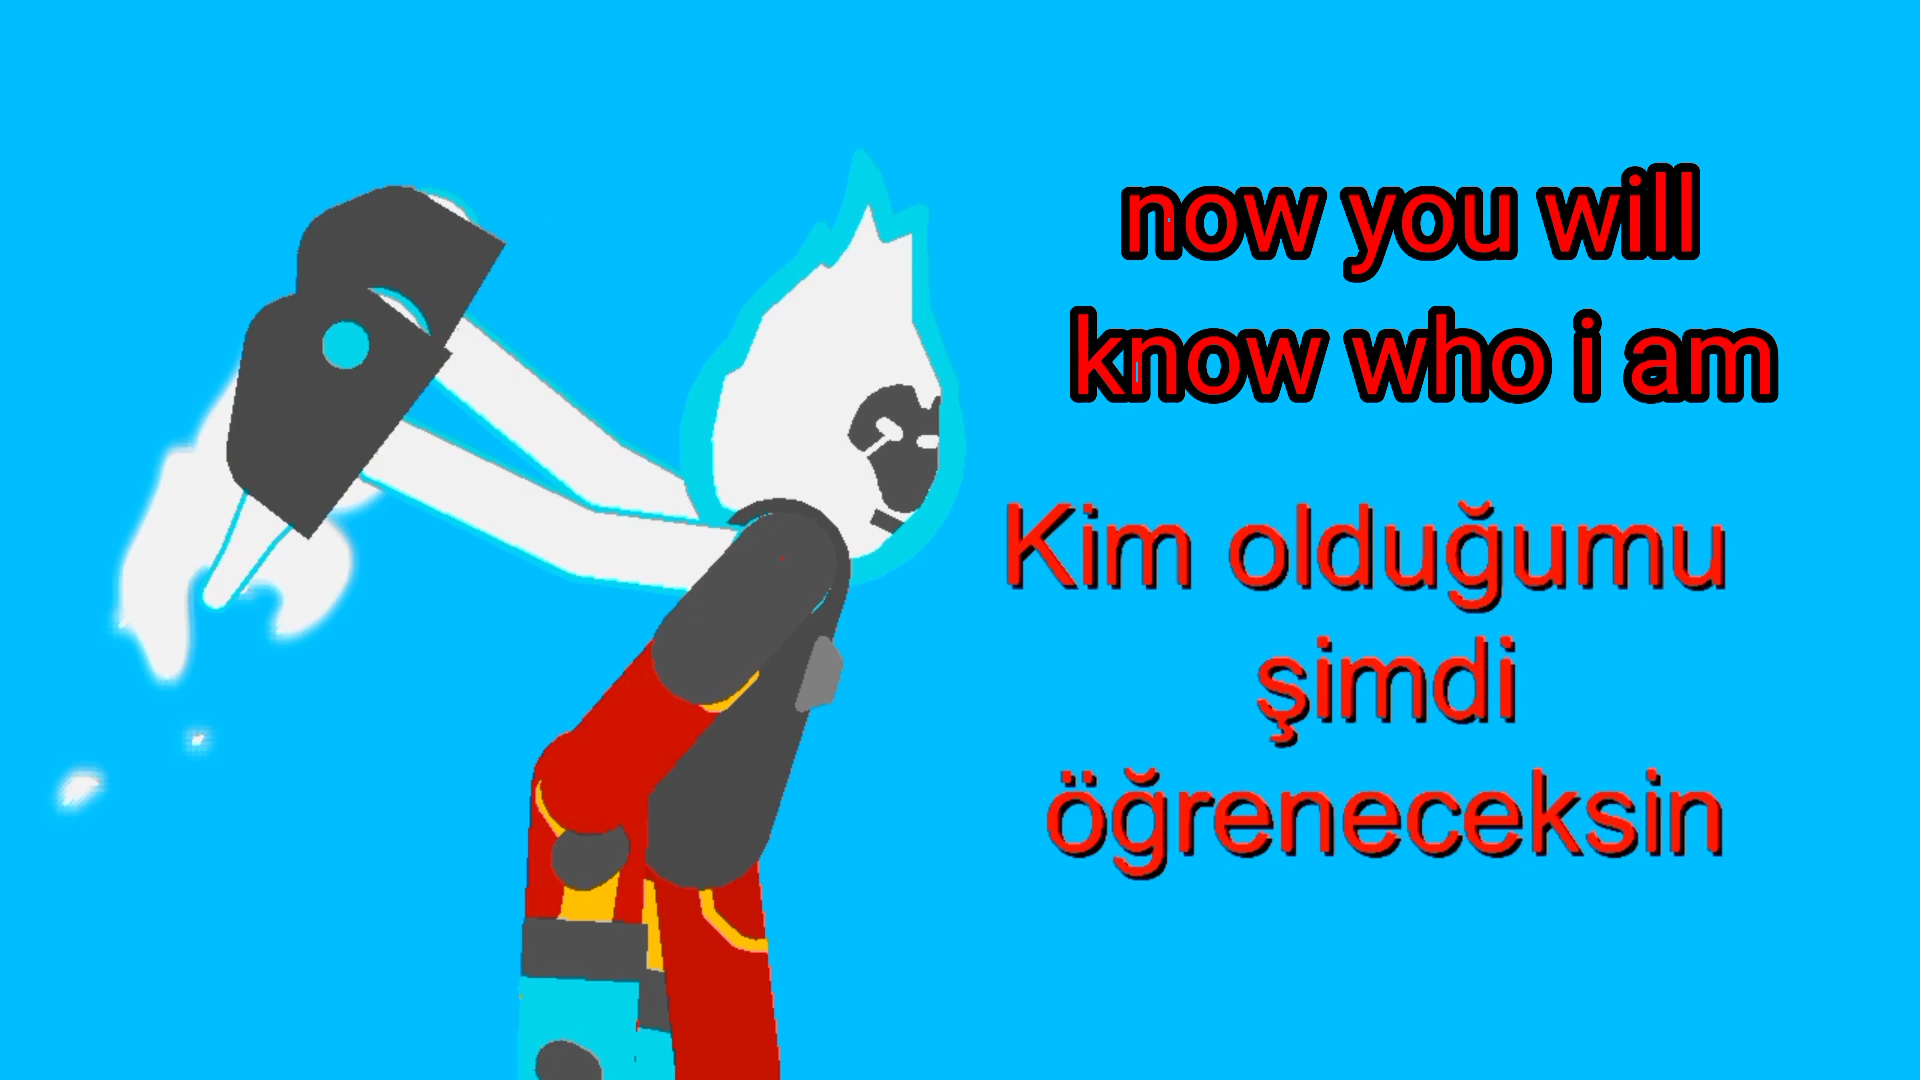 now you will
know who i am
Kim olduğumu
şimdi
öğreneceksin